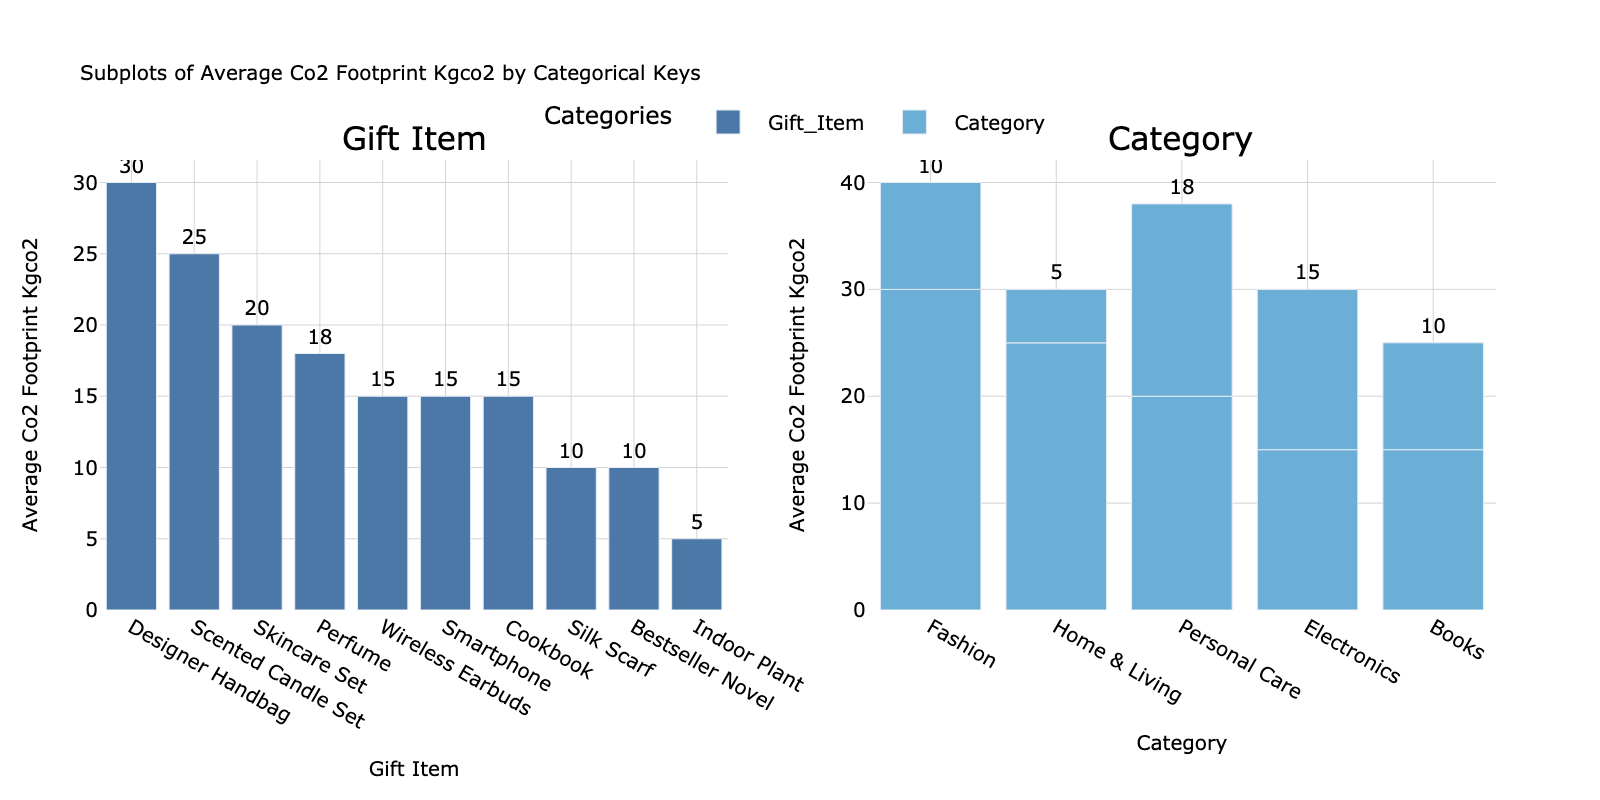 Subplots of Average Co2 Footprint Kgco2 by Categorical Keys
Categories Gift_Item Category
Gift Item
Average Co2 Footprint Kgco2
30
25
20
15
10
5
0
30
25
20
18
15
15
15
10
10
5
Designer Handbag
Scented Candle Set
Skincare Set
Perfume
Wireless Earbuds
Smartphone
Cookbook
Silk Scarf
Bestseller Novel
Indoor Plant
Gift Item
Category
Average Co2 Footprint Kgco2
40
30
20
10
0
10
5
18
15
10
Fashion
Home & Living
Personal Care
Electronics
Books
Category